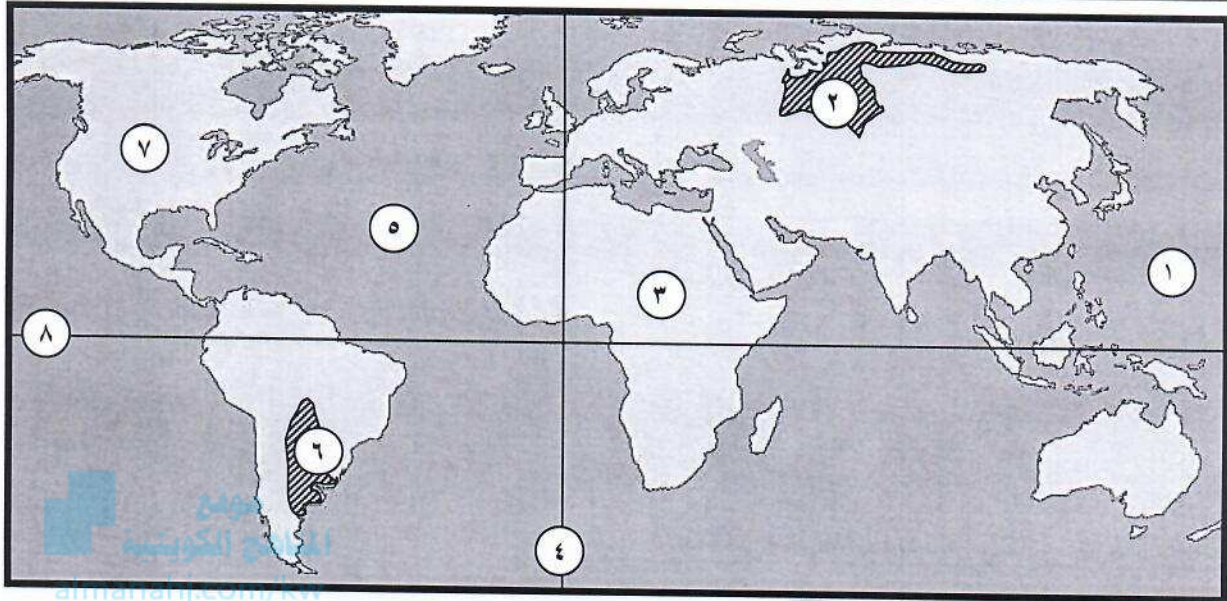 ٢
٧
٥
١
٣
٨
٦
٤
موقع
المناهج الكويتية
almanahj.com/kw